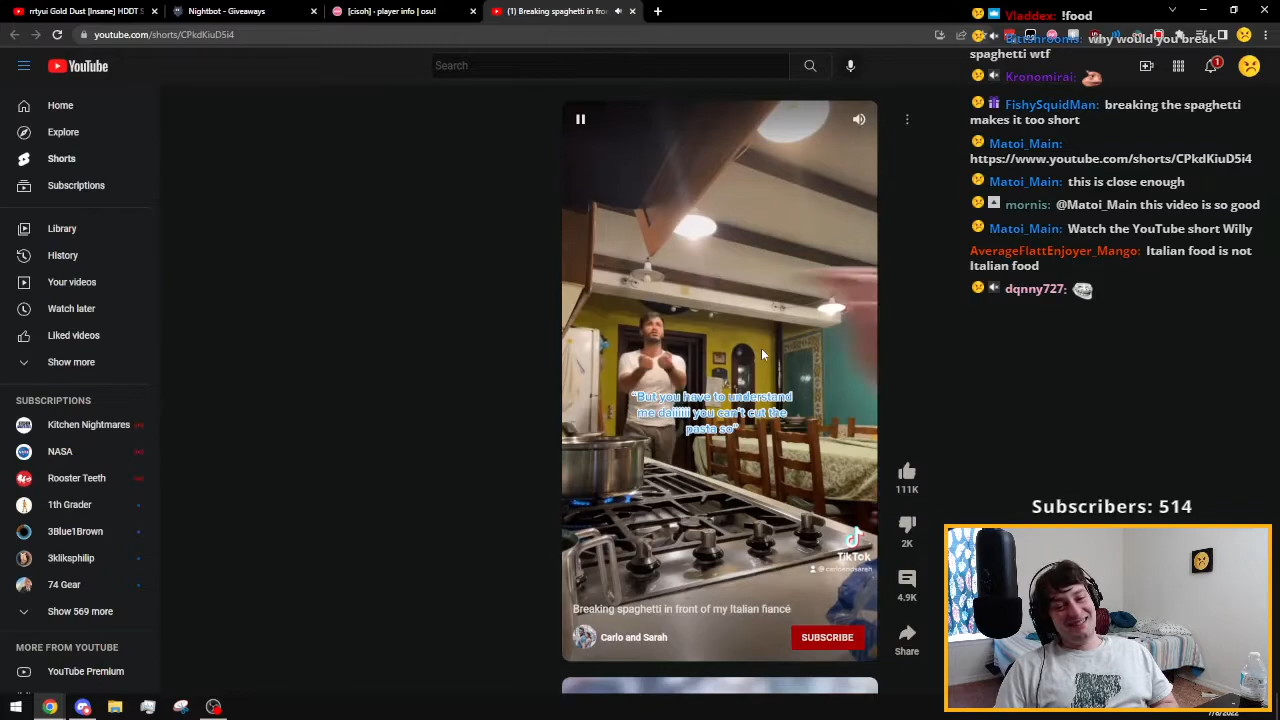 rrtyui Gold Dust [Insane] HDDT S
Nightbot - Giveaways
[cisoh] · player info | osu!
(1) Breaking spaghetti in fro
youtube.com/shorts/CPkdKiuD5i4
YouTube
Search
1
Home
Explore
Shorts
Subscriptions
Library
History
Your videos
Watch later
Liked videos
Show more
SUBSCRIPTIONS
Kitchen Nightmares
NASA
Rooster Teeth
1th Grader
3Blue1Brown
3kliksphilip
74 Gear
Show 569 more
MORE FROM YOUTUBE
YouTube Premium
"But you have to understand
me daiiiiii you can't cut the
pasta so"
TikTok
@carloandsarah
Breaking spaghetti in front of my Italian fiancé
Carlo and Sarah
SUBSCRIBE
111K
2K
4.9K
Share
Vladdex: !food
why would you break
spaghetti wtf
Kronomirai:
FishySquidMan: breaking the spaghetti
makes it too short
Matoi_Main:
https://www.youtube.com/shorts/CPkdKiuD5i4
Matoi_Main: this is close enough
mornis: @Matoi_Main this video is so good
Matoi_Main: Watch the YouTube short Willy
AverageFlattEnjoyer_Mango: Italian food is not
Italian food
dqnny727:
Subscribers: 514